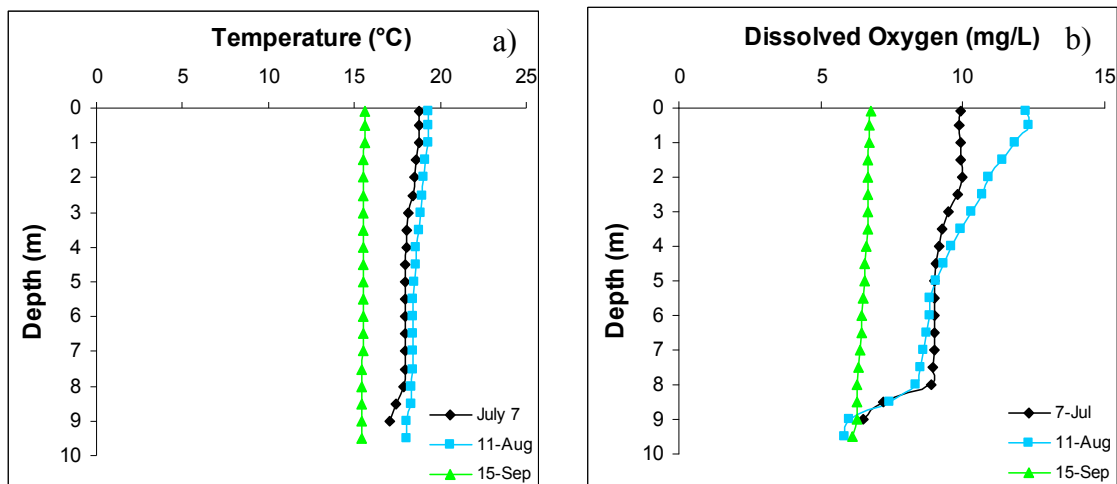 Temperature (°C) a)
0 5 10 15 20 25
0
1
2
3
4
5
6
7
8
9
10
Depth (m)
July 7
11-Aug
15-Sep
Dissolved Oxygen (mg/L) b)
0 5 10 15
0
1
2
3
4
5
6
7
8
9
10
Depth (m)
7-Jul
11-Aug
15-Sep